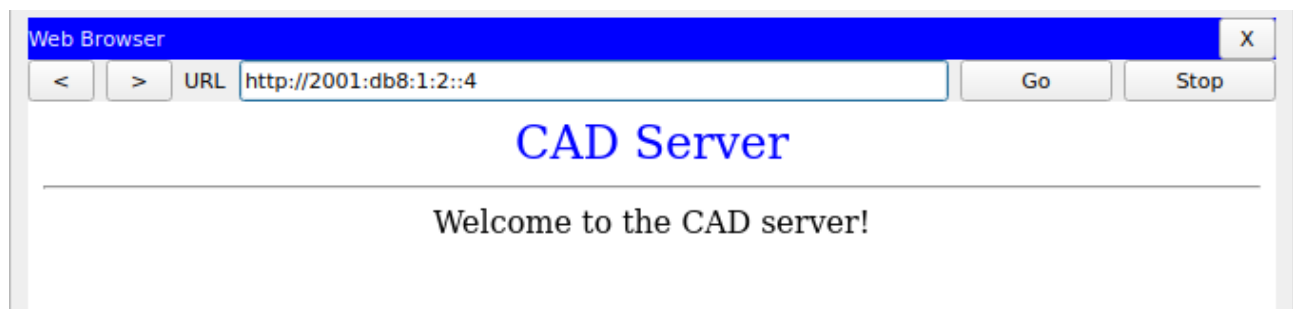 Web Browser X
< > URL http://2001:db8:1:2::4 Go Stop
CAD Server
Welcome to the CAD server!